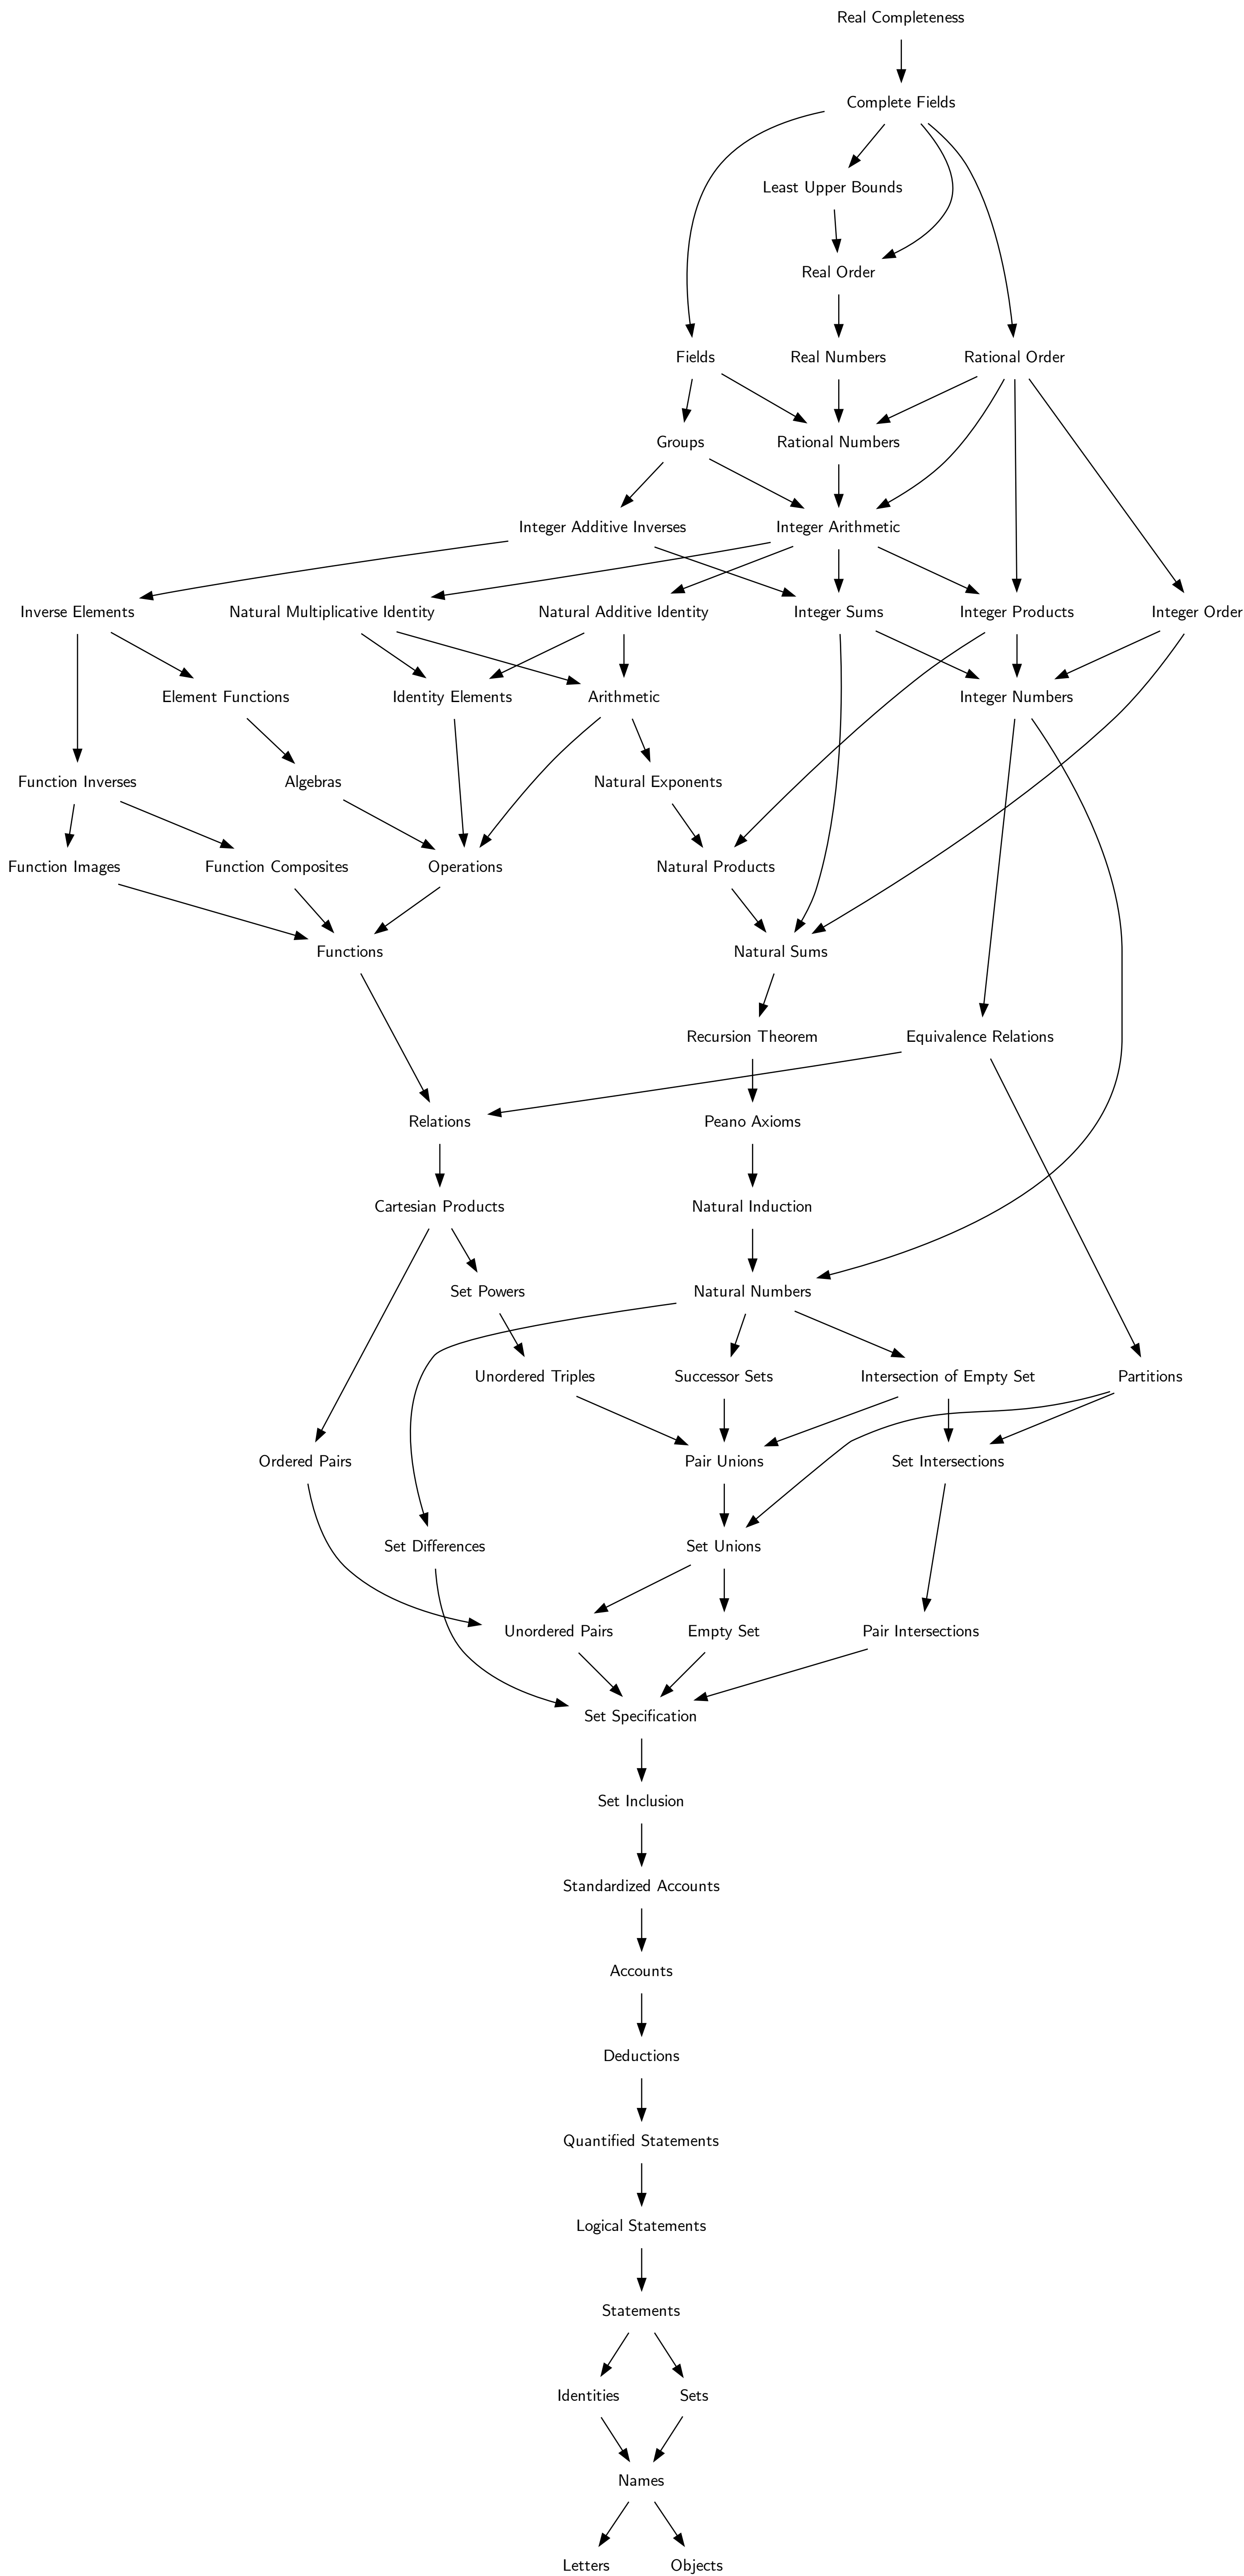 Real Completeness
Complete Fields
Least Upper Bounds
Real Order
Fields
Real Numbers
Rational Order
Groups
Rational Numbers
Integer Additive Inverses
Integer Arithmetic
Inverse Elements
Natural Multiplicative Identity
Natural Additive Identity
Integer Sums
Integer Products
Integer Order
Element Functions
Identity Elements
Arithmetic
Integer Numbers
Function Inverses
Algebras
Natural Exponents
Function Images
Function Composites
Operations
Natural Products
Functions
Natural Sums
Recursion Theorem
Equivalence Relations
Relations
Peano Axioms
Cartesian Products
Natural Induction
Set Powers
Natural Numbers
Unordered Triples
Successor Sets
Intersection of Empty Set
Partitions
Ordered Pairs
Pair Unions
Set Intersections
Set Differences
Set Unions
Unordered Pairs
Empty Set
Pair Intersections
Set Specification
Set Inclusion
Standardized Accounts
Accounts
Deductions
Quantified Statements
Logical Statements
Statements
Identities
Sets
Names
Letters
Objects